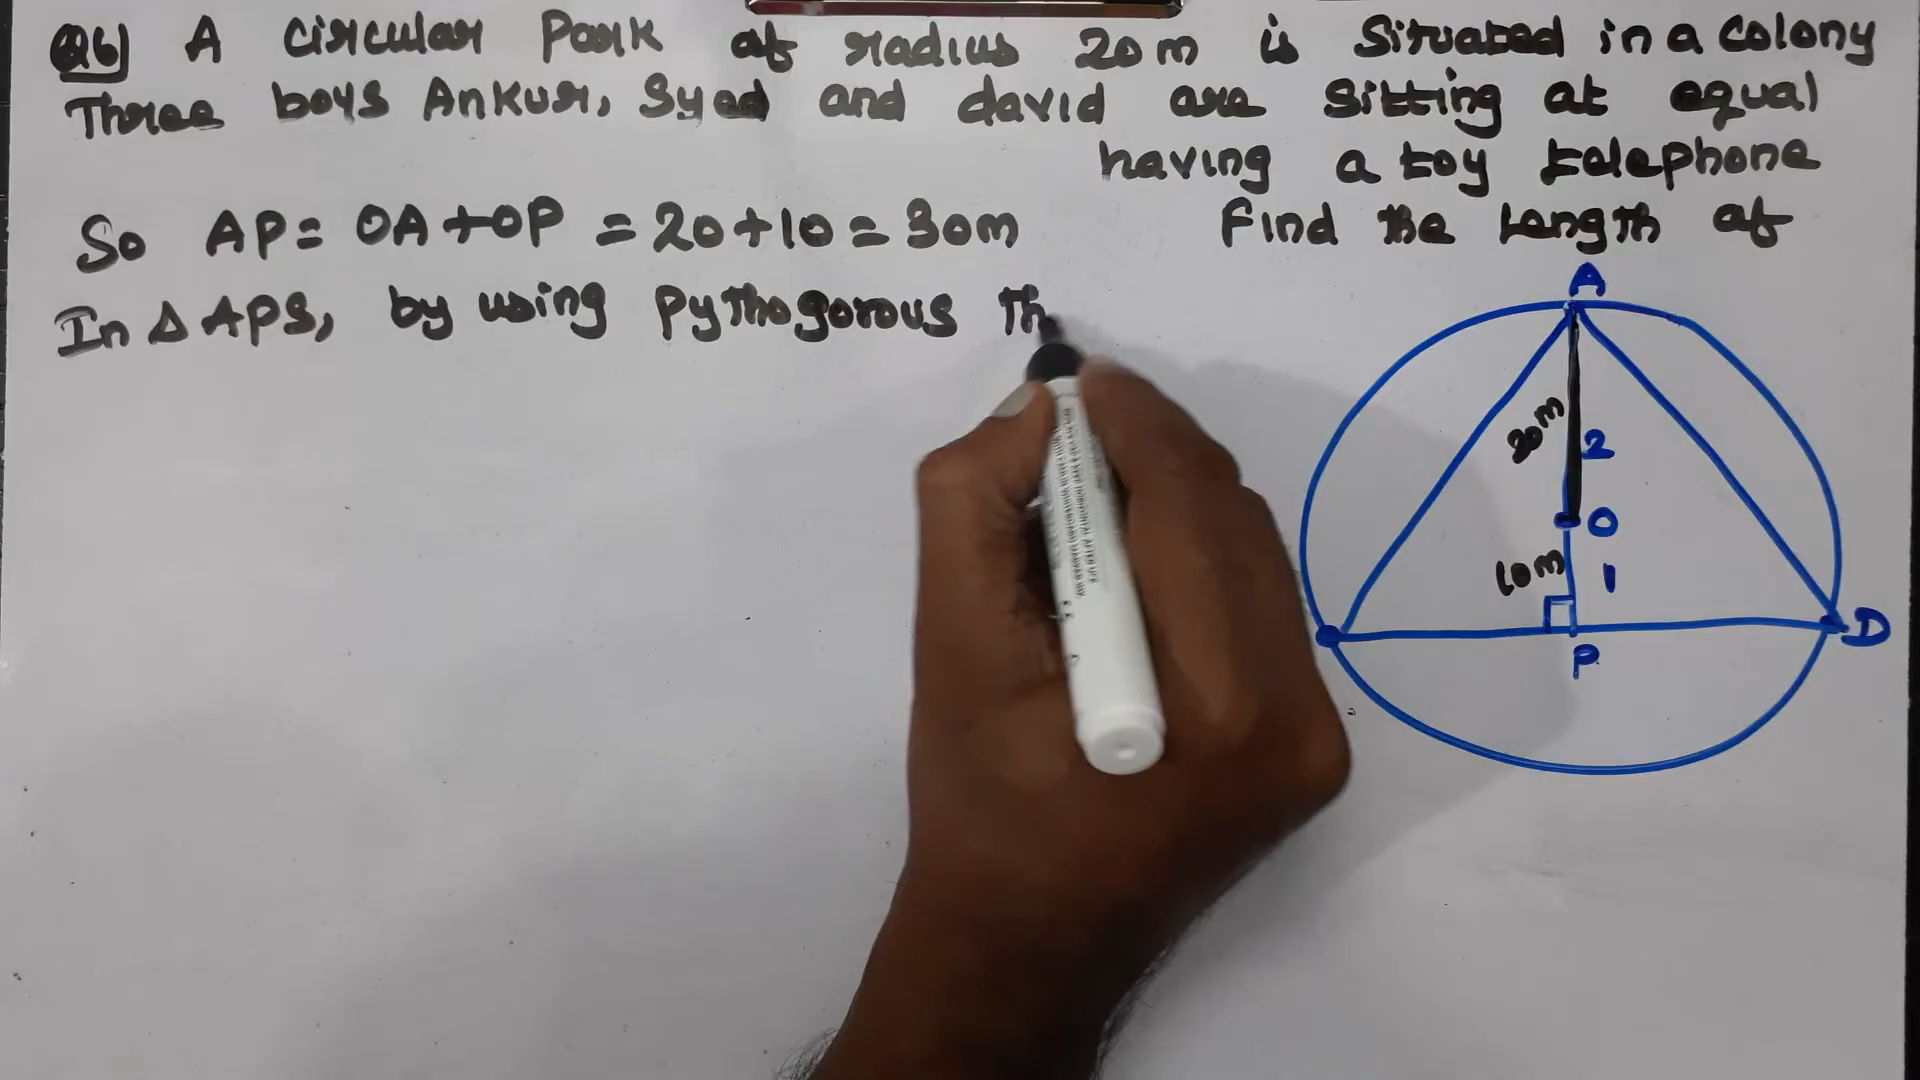 Q6) A circular Park of radius 20m is Situated in a colony
Three boys Ankur, Syed and david are sitting at equal
having a toy telephone
So AP = OA + OP = 20 + 10 = 30m
Find the Length of
In Δ APS, by using Pythogorous th
A
20m
2
O
10m
1
D
P